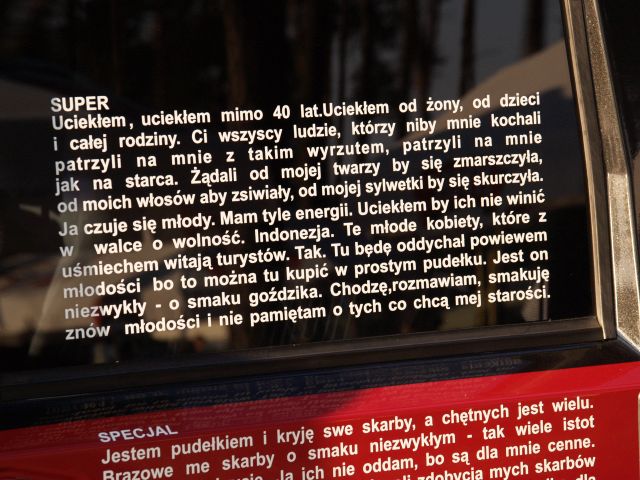 SUPER
Uciekłem, uciekłem mimo 40 lat.Uciekłem od żony, od dzieci
i całej rodziny. Ci wszyscy ludzie, którzy niby mnie kochali
patrzyli na mnie z takim wyrzutem, patrzyli na mnie
jak na starca. Żądali od mojej twarzy by się zmarszczyła,
od moich włosów aby zsiwiały, od mojej sylwetki by się skurczyła.
Ja czuje się młody. Mam tyle energii. Uciekłem by ich nie winić
w walce o wolność. Indonezja. Te młode kobiety, które z
uśmiechem witają turystów. Tak. Tu będę oddychał powiewem
młodości bo to można tu kupić w prostym pudełku. Jest on
niezwykły - o smaku goździka. Chodzę,rozmawiam, smakuję
znów młodości i nie pamiętam o tych co chcą mej starości.
SPECJAL
Jestem pudełkiem i kryję swe skarby, a chętnych jest wielu.
Brazowe me skarby o smaku niezwykłym - tak wiele istot
Ja ich nie oddam, bo są dla mnie cenne.
zdobycia mych skarbów